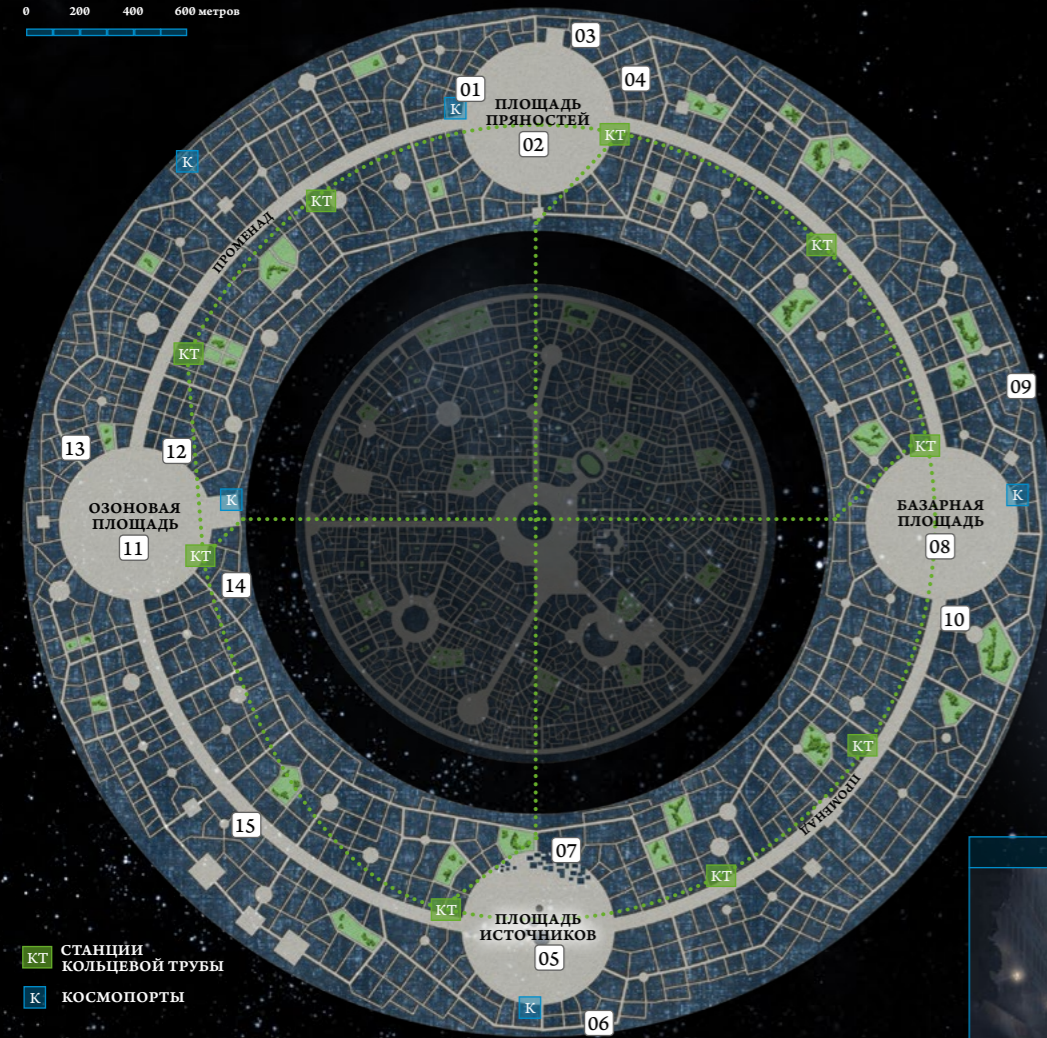 0 200 400 600 метров
03
04
01
К
ПЛОЩАДЬ
ПРЯНОСТЕЙ
02
КТ
К
КТ
ПРОМЕНАД
КТ
КТ
09
13
12
КТ
К
ОЗОНОВАЯ
ПЛОЩАДЬ
11
К
БАЗАРНАЯ
ПЛОЩАДЬ
08
КТ
14
10
КТ
ПРОМЕНАД
15
07
КТ
КТ
ПЛОЩАДЬ
ИСТОЧНИКОВ
05
К
06
КТ СТАНЦИИ
КОЛЬЦЕВОЙ ТРУБЫ
К КОСМОПОРТЫ